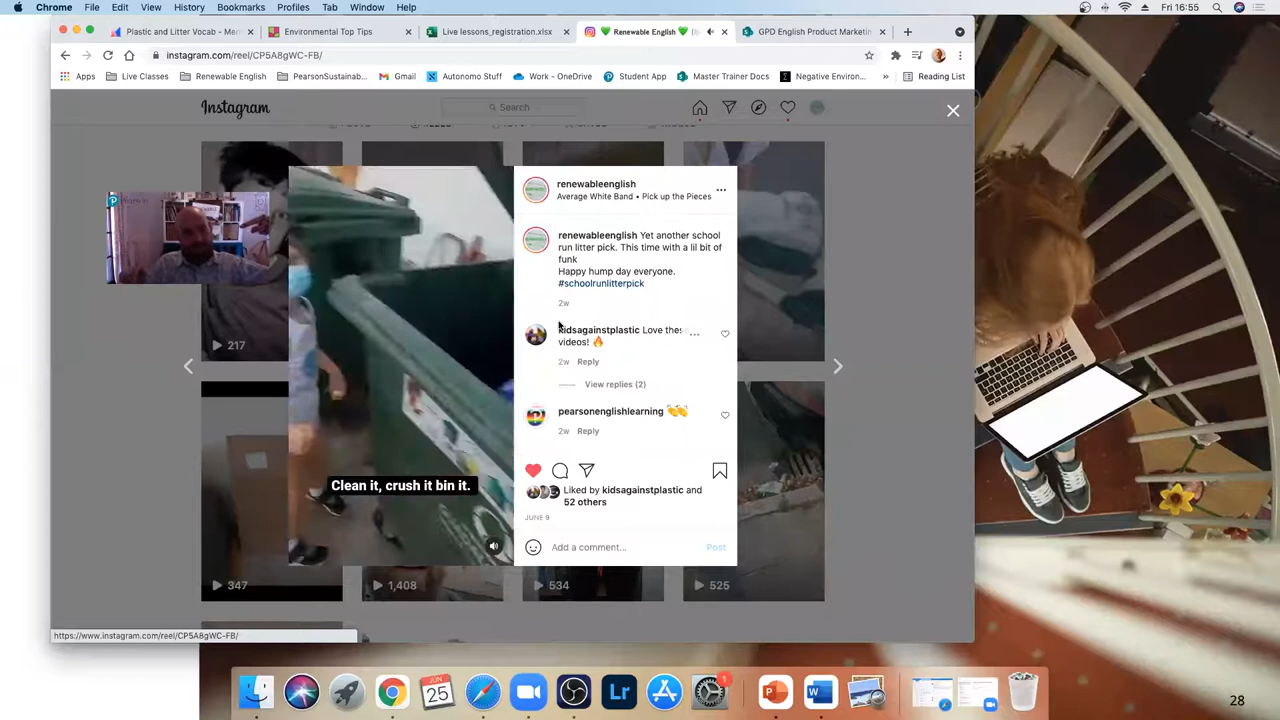 Chrome File Edit View History Bookmarks Profiles Tab Window Help Fri 16:55
Plastic and Litter Vocab - Me
Environmental Top Tips
Live lessons_registration.xlsx
Renewable English
GPD English Product Marketin
instagram.com/reel/CP5A8gWC-FB/
Apps Live Classes Renewable English PearsonSustainab... Gmail Autonomo Stuff Work - OneDrive Student App Master Trainer Docs Negative Environ... » Reading List
Instagram
Search
renewableenglish
Average White Band • Pick up the Pieces
renewableenglish Yet another school
run litter pick. This time with a lil bit of
funk
Happy hump day everyone.
#schoolrunlitterpick
2w
kidsagainstplastic Love thes
videos! 🔥
2w Reply
View replies (2)
pearsonenglishlearning 👏👏
2w Reply
Liked by kidsagainstplastic and
52 others
JUNE 9
Add a comment... Post
Clean it, crush it bin it.
217
347
1,408
534
525
https://www.instagram.com/reel/CP5A8gWC-FB/
JUN
25
Lr
1
P
W
28